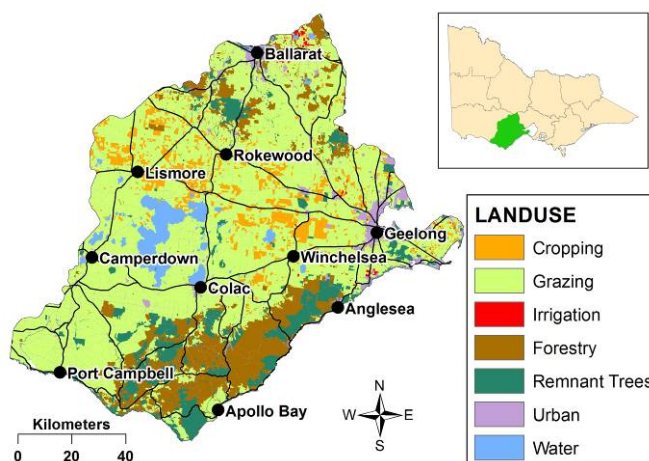 Ballarat
Rokewood
Lismore
Geelong
Camperdown
Winchelsea
Colac
Anglesea
Port Campbell
Apollo Bay
Kilometers
0 20 40
N
W E
S
LANDUSE
Cropping
Grazing
Irrigation
Forestry
Remnant Trees
Urban
Water